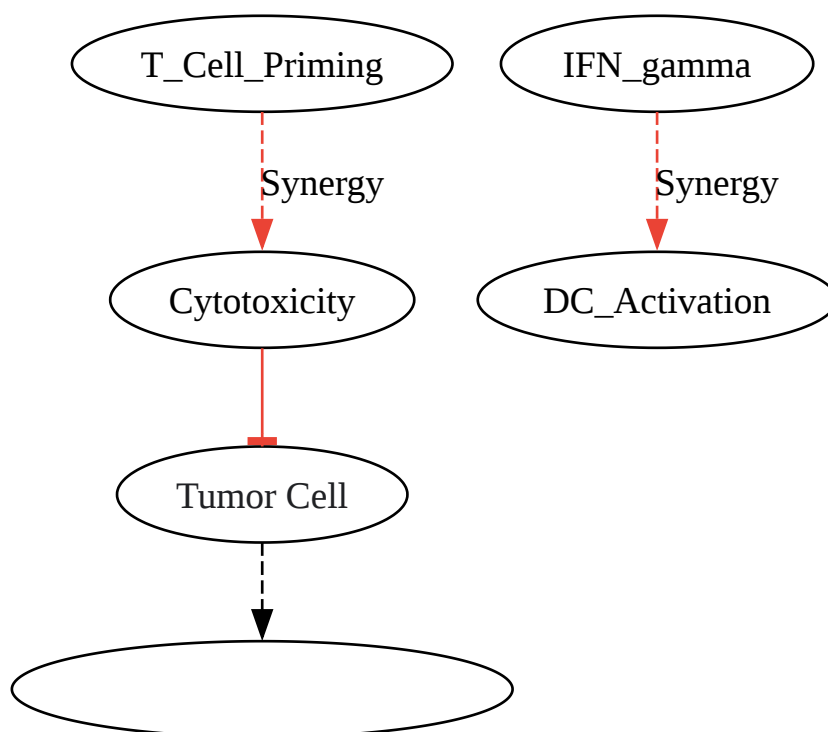 T_Cell_Priming
IFN_gamma
Synergy
Synergy
Cytotoxicity
DC_Activation
Tumor Cell